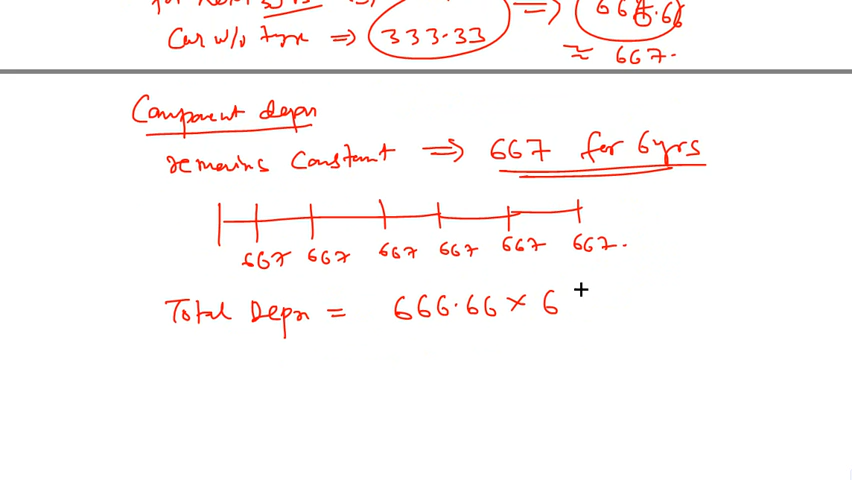 333.33 ⇒
Car w/o type ⇒ 666.66
≈ 667.
Component depn
remains Constant ⇒ 667 for 6yrs
667 667 667 667 667 667.
Total Depn = 666.66 × 6